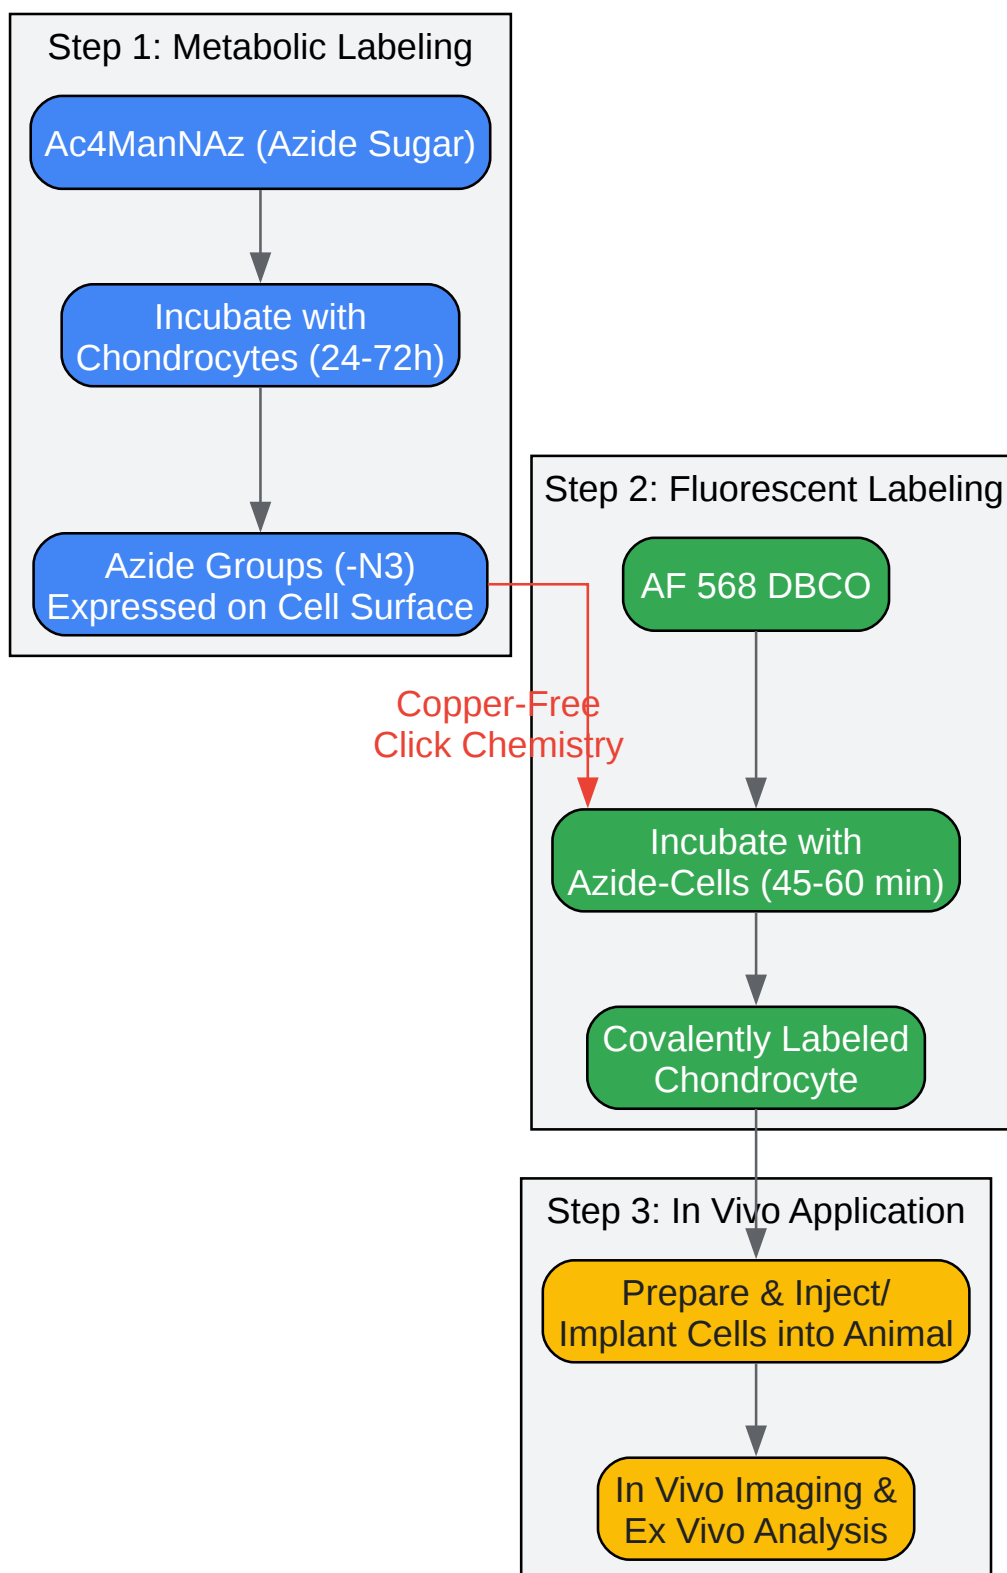 Step 1: Metabolic Labeling
Ac4ManNAz (Azide Sugar)
Incubate with
Chondrocytes (24-72h)
Azide Groups (-N3)
Expressed on Cell Surface
Copper-Free
Click Chemistry
Step 2: Fluorescent Labeling
AF 568 DBCO
Incubate with
Azide-Cells (45-60 min)
Covalently Labeled
Chondrocyte
Step 3: In Vivo Application
Prepare & Inject/
Implant Cells into Animal
In Vivo Imaging &
Ex Vivo Analysis